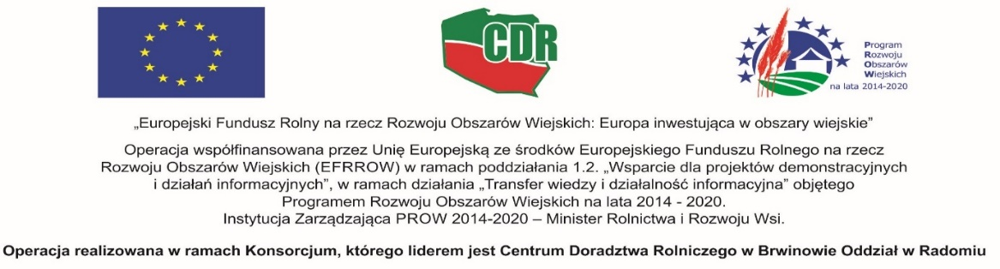 CDR
Program
Rozwoju
Obszarów
Wiejskich
na lata 2014-2020
„Europejski Fundusz Rolny na rzecz Rozwoju Obszarów Wiejskich: Europa inwestująca w obszary wiejskie”
Operacja współfinansowana przez Unię Europejską ze środków Europejskiego Funduszu Rolnego na rzecz
Rozwoju Obszarów Wiejskich (EFRROW) w ramach poddziałania 1.2. „Wsparcie dla projektów demonstracyjnych
i działań informacyjnych”, w ramach działania „Transfer wiedzy i działalność informacyjna” objętego
Programem Rozwoju Obszarów Wiejskich na lata 2014 - 2020.
Instytucja Zarządzająca PROW 2014-2020 – Minister Rolnictwa i Rozwoju Wsi.
Operacja realizowana w ramach Konsorcjum, którego liderem jest Centrum Doradztwa Rolniczego w Brwinowie Oddział w Radomiu